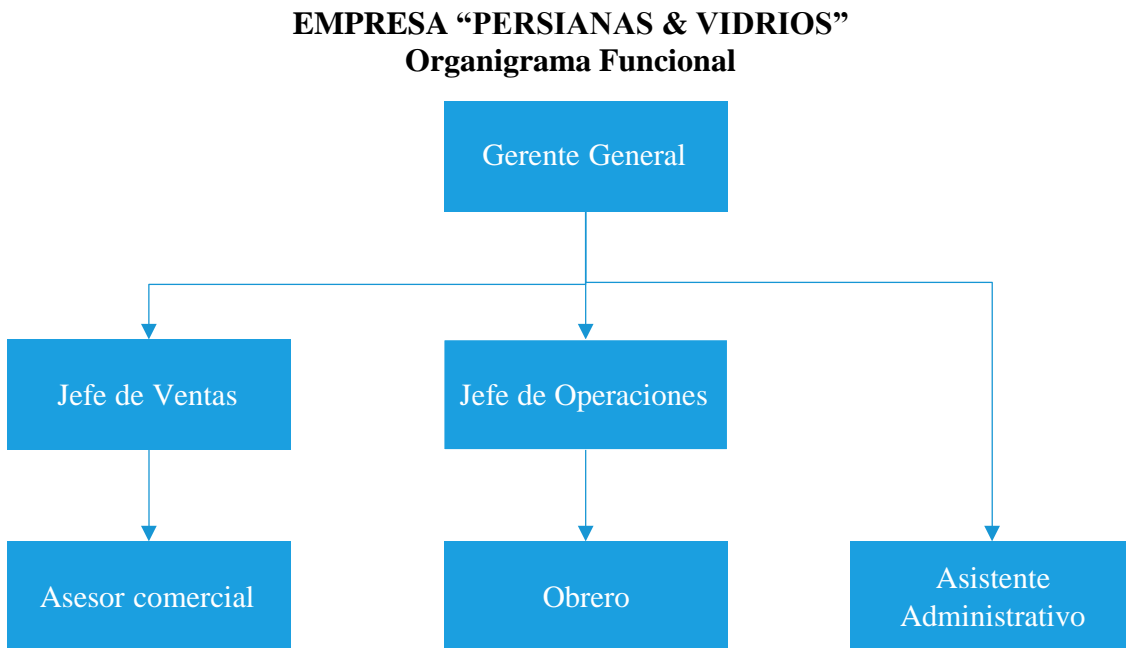 EMPRESA “PERSIANAS & VIDRIOS”
Organigrama Funcional
Gerente General
Jefe de Ventas
Jefe de Operaciones
Asesor comercial
Obrero
Asistente
Administrativo